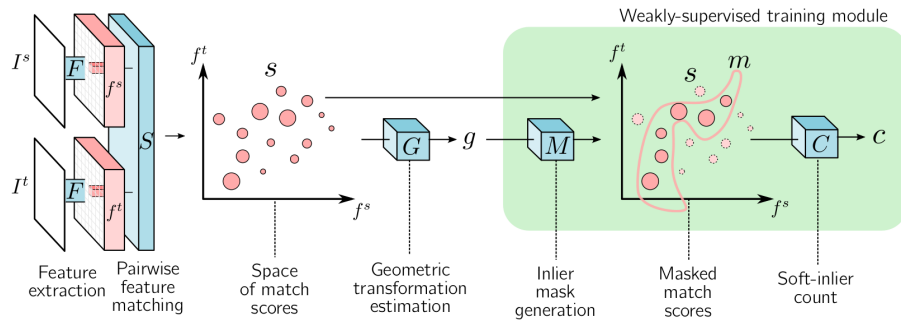 Weakly-supervised training module
I^s
F
f^s
I^t
F
f^t
S
f^t
s
f^s
G
g
M
f^t
s
m
f^s
C
c
Feature
extraction
Pairwise
feature
matching
Space
of match
scores
Geometric
transformation
estimation
Inlier
mask
generation
Masked
match
scores
Soft-inlier
count